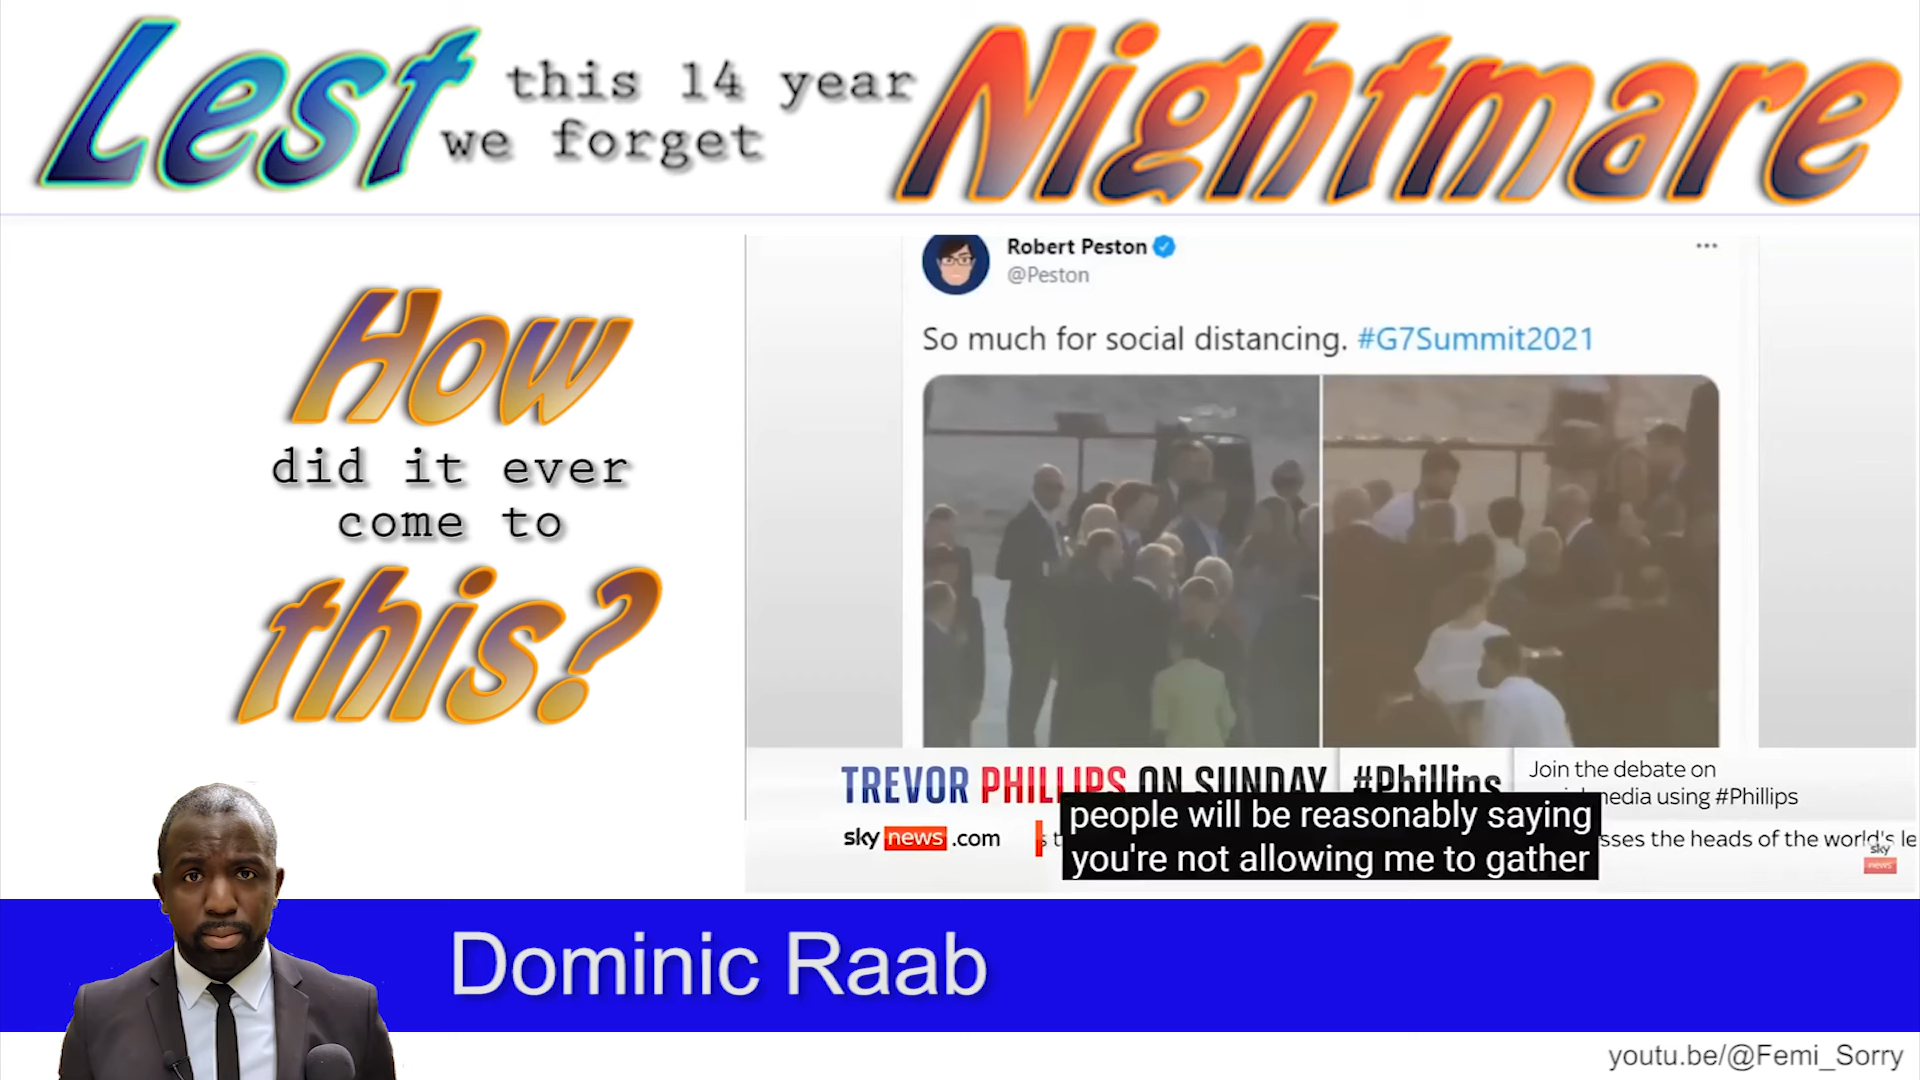 Lest this 14 year Nightmare
we forget
How
did it ever
come to
this?
Robert Peston
@Peston
So much for social distancing. #G7Summit2021
TREVOR PHILLIPS ON SUNDAY #Phillips
Join the debate on
media using #Phillips
people will be reasonably saying
you're not allowing me to gather
sky news .com
sses the heads of the world's le
sky
news
Dominic Raab
youtu.be/@Femi_Sorry